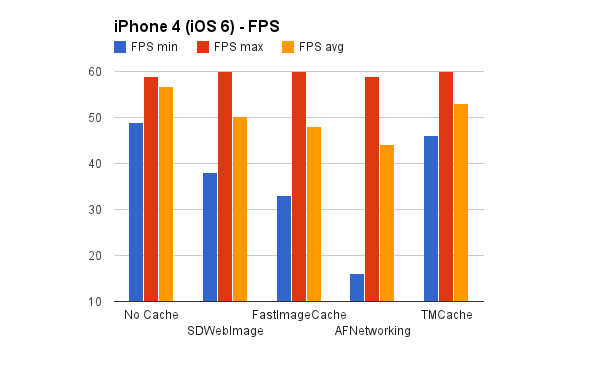 iPhone 4 (iOS 6) - FPS
FPS min FPS max FPS avg
60
50
40
30
20
10
No Cache FastImageCache TMCache
SDWebImage AFNetworking